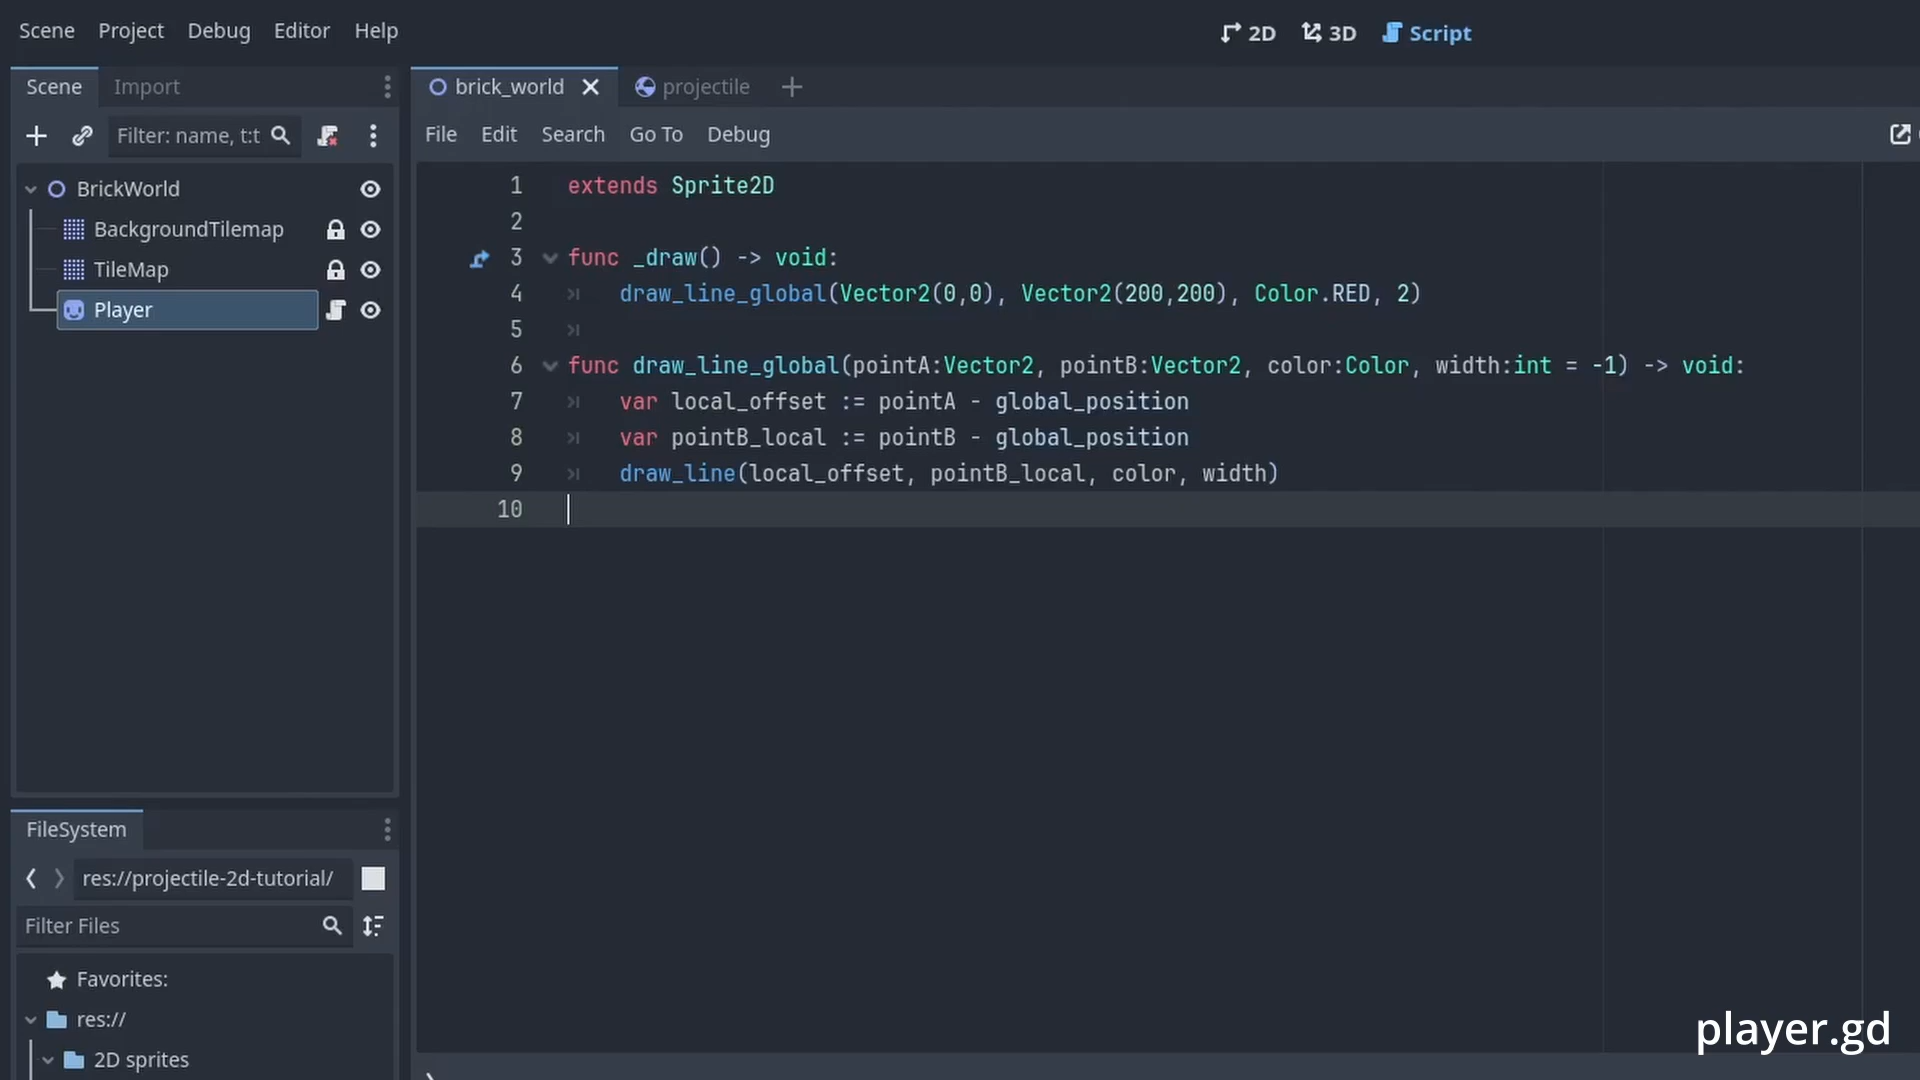 Scene Project Debug Editor Help
2D 3D Script
Scene Import
brick_world projectile
Filter: name, t:t
File Edit Search Go To Debug
BrickWorld
BackgroundTilemap
TileMap
Player
1 extends Sprite2D
2
3 func _draw() -> void:
4 draw_line_global(Vector2(0,0), Vector2(200,200), Color.RED, 2)
5
6 func draw_line_global(pointA:Vector2, pointB:Vector2, color:Color, width:int = -1) -> void:
7 var local_offset := pointA - global_position
8 var pointB_local := pointB - global_position
9 draw_line(local_offset, pointB_local, color, width)
10
FileSystem
res://projectile-2d-tutorial/
Filter Files
Favorites:
res://
2D sprites
player.gd